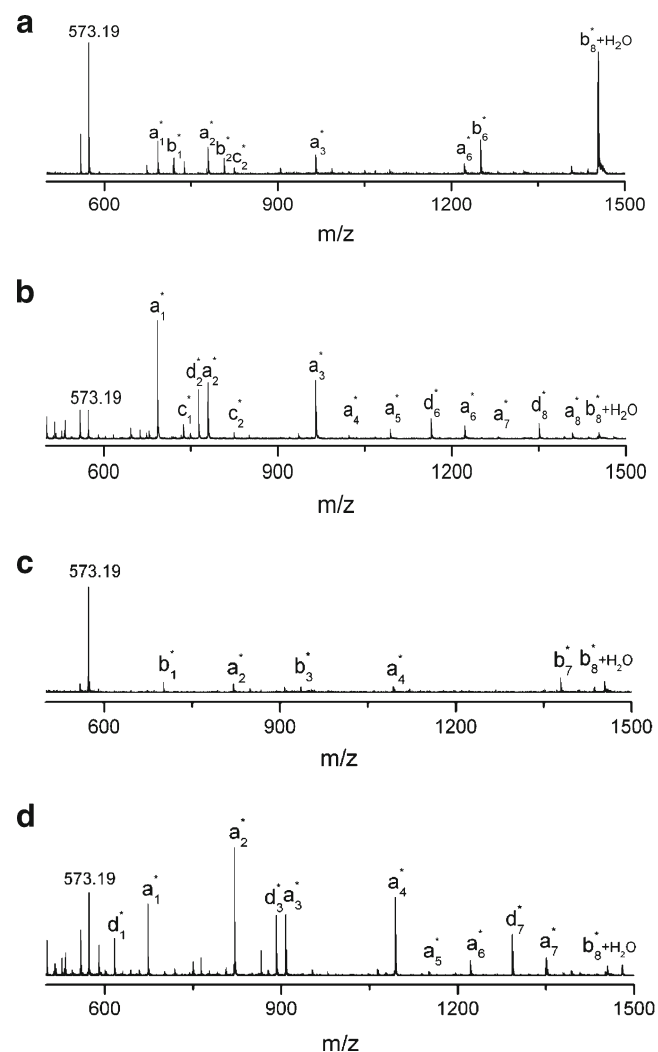 a
573.19 a₁* b₁* a₂* b₂* c₂* a₃* a₆* b₆* b₈*+H₂O
600 900 1200 1500
m/z
b
573.19 a₁* c₁* d₂* a₂* c₂* a₃* a₄* a₅* d₆* a₆* a₇* d₈* a₈* b₈*+H₂O
600 900 1200 1500
m/z
c
573.19 b₁* a₂* b₃* a₄* b₇* b₈*+H₂O
600 900 1200 1500
m/z
d
573.19 d₁* a₁* a₂* d₃* a₃* a₄* a₅* a₆* d₇* a₇* b₈*+H₂O
600 900 1200 1500
m/z